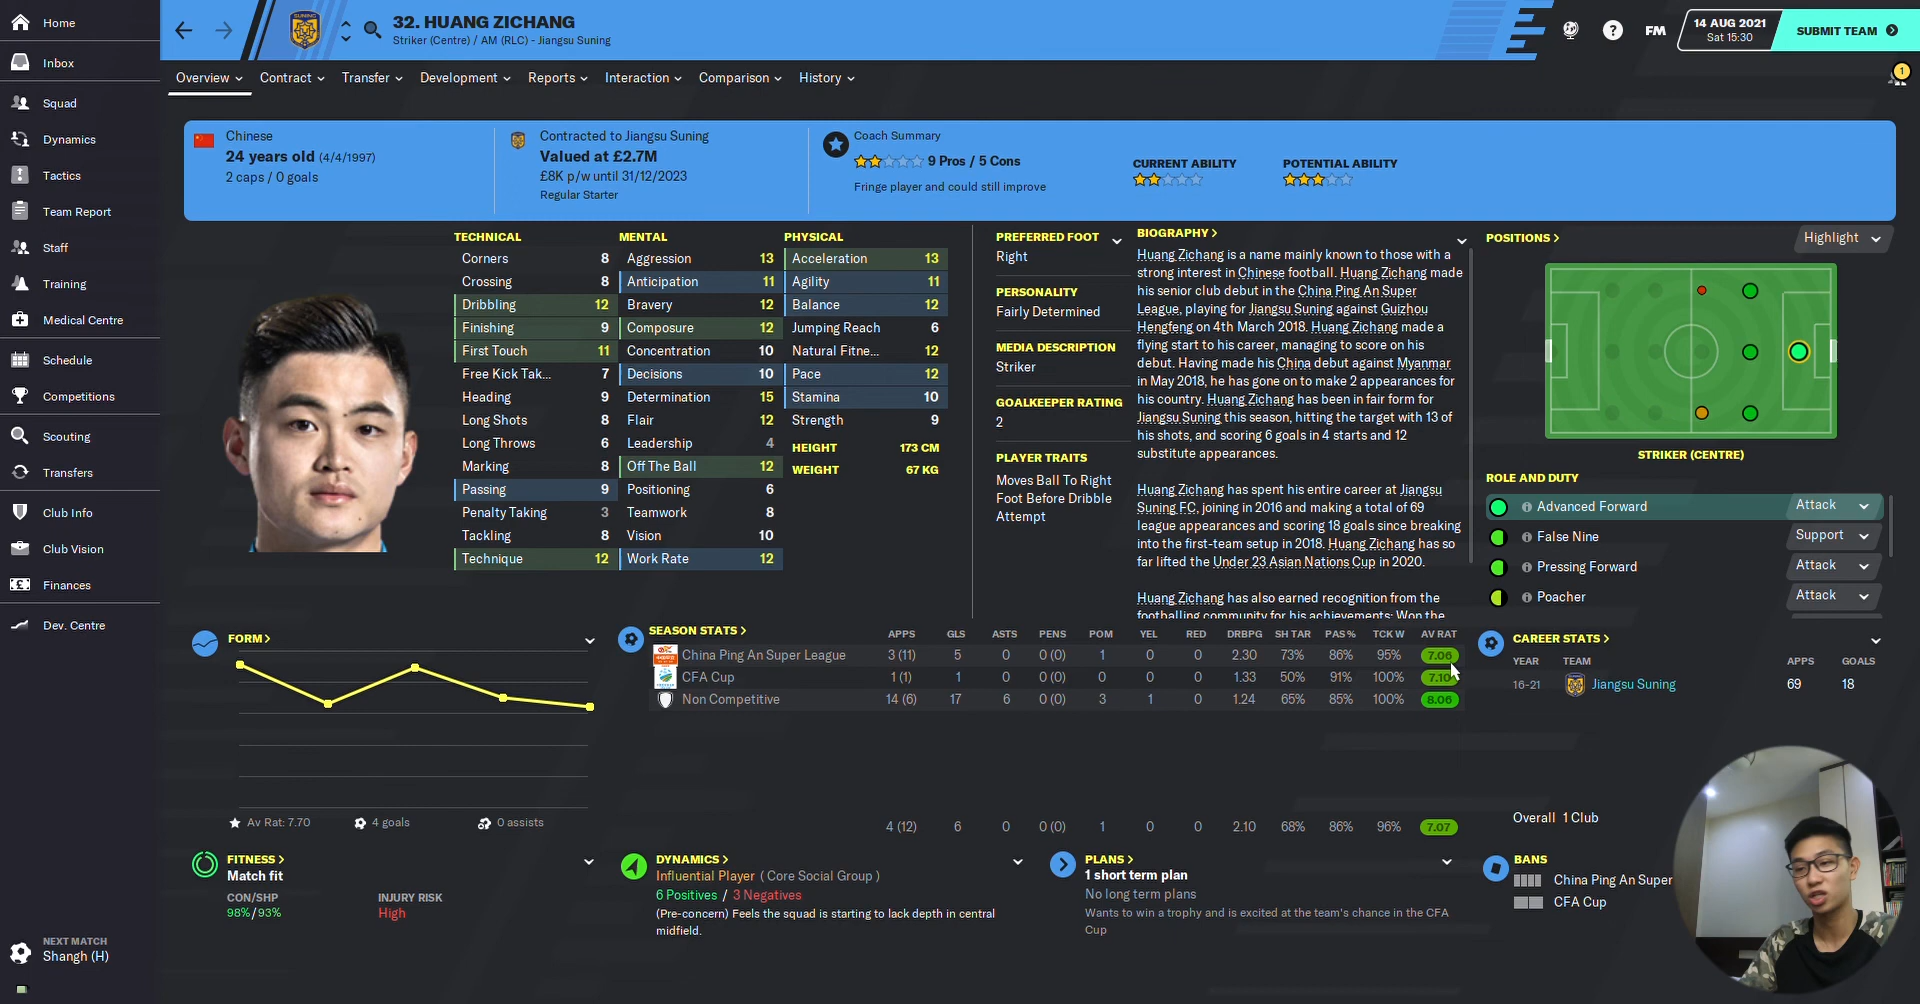 Home
Inbox
Squad
Dynamics
Tactics
Team Report
Staff
Schedule
Training
Medical Centre
Schedule
Competitions
Scouting
Transfers
Club Info
Club Vision
Finances
Dev. Centre
NEXT MATCH
Shangh (H)
32. HUANG ZICHANG
Striker (Centre) / AM (RLC) - Jiangsu Suning
FM
14 AUG 2021
Sat 15:30
SUBMIT TEAM
Overview
Contract
Transfer
Development
Reports
Interaction
Comparison
History
1
Chinese
24 years old (4/4/1997)
2 caps / 0 goals
Contracted to Jiangsu Suning
Valued at £2.7M
£8K p/w until 31/12/2023
Regular Starter
Coach Summary
9 Pros / 5 Cons
Fringe player and could still improve
CURRENT ABILITY
POTENTIAL ABILITY
TECHNICAL
Corners 8
Crossing 8
Dribbling 12
Finishing 9
First Touch 11
Free Kick Tak... 7
Heading 9
Long Shots 8
Long Throws 6
Marking 8
Passing 9
Penalty Taking 3
Tackling 8
Technique 12
MENTAL
Aggression 13
Anticipation 11
Bravery 12
Composure 12
Concentration 10
Decisions 10
Determination 15
Flair 12
Leadership 4
Off The Ball 12
Positioning 6
Teamwork 8
Vision 10
Work Rate 12
PHYSICAL
Acceleration 13
Agility 11
Balance 12
Jumping Reach 6
Natural Fitne... 12
Pace 12
Stamina 10
Strength 9
HEIGHT 173 CM
WEIGHT 67 KG
PREFERRED FOOT
Right
PERSONALITY
Fairly Determined
MEDIA DESCRIPTION
Striker
GOALKEEPER RATING
2
PLAYER TRAITS
Moves Ball To Right
Foot Before Dribble
Attempt
BIOGRAPHY >
Huang Zichang is a name mainly known to those with a
strong interest in Chinese football. Huang Zichang made
his senior club debut in the China Ping An Super
League, playing for Jiangsu Suning against Guizhou
Hengfeng on 4th March 2018. Huang Zichang made a
flying start to his career, managing to score on his
debut. Having made his China debut against Myanmar
in May 2018, he has gone on to make 2 appearances for
his country. Huang Zichang has been in fair form for
Jiangsu Suning this season, hitting the target with 13 of
his shots, and scoring 6 goals in 4 starts and 12
substitute appearances.
Huang Zichang has spent his entire career at Jiangsu
Suning FC, joining in 2016 and making a total of 69
league appearances and scoring 18 goals since breaking
into the first-team setup in 2018. Huang Zichang has so
far lifted the Under 23 Asian Nations Cup in 2020.
Huang Zichang has also earned recognition from the
footballing community for his achievements: Won the
POSITIONS >
Highlight
STRIKER (CENTRE)
ROLE AND DUTY
Advanced Forward Attack
False Nine Support
Pressing Forward Attack
Poacher Attack
FORM >
Av Rat: 7.70
4 goals
0 assists
SEASON STATS > APPS GLS ASTS PENS POM YEL RED DRBPG SH TAR PAS % TCK W AV RAT
China Ping An Super League 3 (11) 5 0 0 (0) 1 0 0 2.30 73% 86% 95% 7.06
CFA Cup 1 (1) 1 0 0 (0) 0 0 0 1.33 50% 91% 100% 7.10
Non Competitive 14 (6) 17 6 0 (0) 3 1 0 1.24 65% 85% 100% 8.06
4 (12) 6 0 0 (0) 1 0 0 2.10 68% 86% 96% 7.07
CAREER STATS >
YEAR TEAM APPS GOALS
16-21 Jiangsu Suning 69 18
Overall 1 Club
FITNESS >
Match fit
CON/SHP
98%/93%
INJURY RISK
High
DYNAMICS >
Influential Player (Core Social Group)
6 Positives / 3 Negatives
(Pre-concern) Feels the squad is starting to lack depth in central
midfield.
PLANS >
1 short term plan
No long term plans
Wants to win a trophy and is excited at the team's chance in the CFA
Cup
BANS
China Ping An Super
CFA Cup